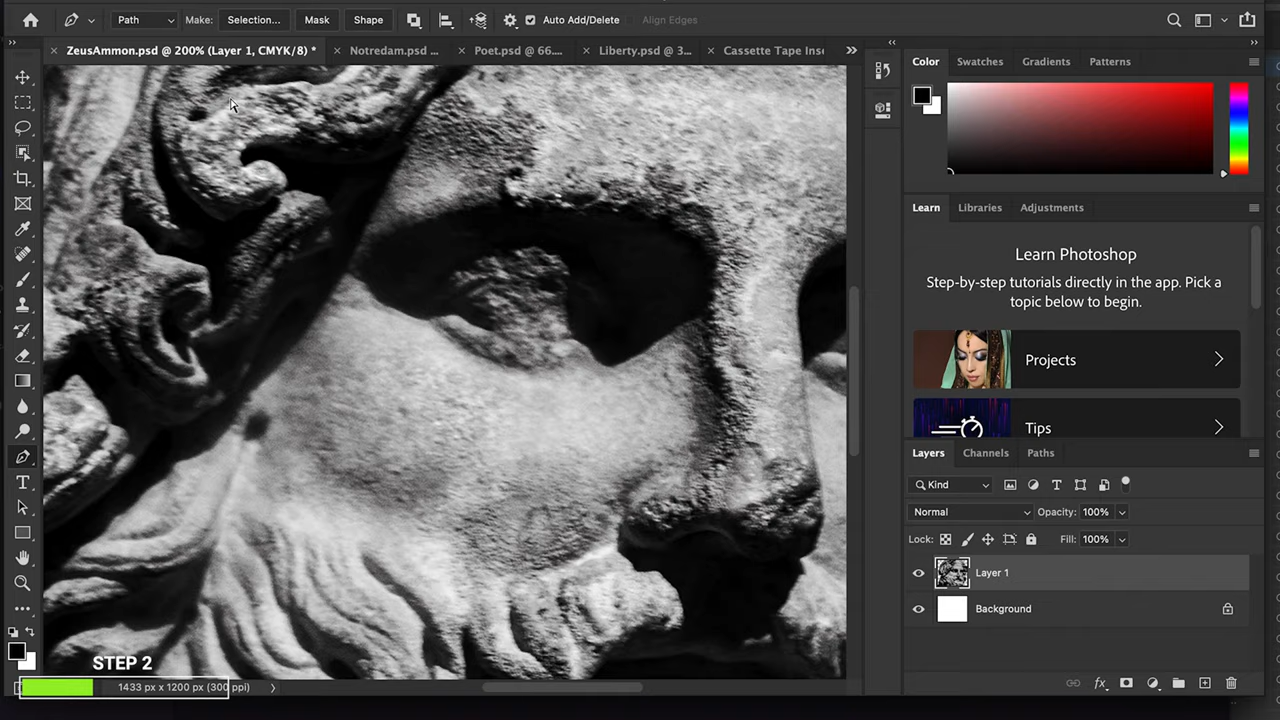 Path Make: Selection... Mask Shape Auto Add/Delete Align Edges
ZeusAmmon.psd @ 200% (Layer 1, CMYK/8) * Notredam.psd ... Poet.psd @ 66.... Liberty.psd @ 3... Cassette Tape Inse
Color Swatches Gradients Patterns
Learn Libraries Adjustments
Learn Photoshop
Step-by-step tutorials directly in the app. Pick a
topic below to begin.
Projects
Tips
Layers Channels Paths
Kind
Normal Opacity: 100%
Lock: Fill: 100%
Layer 1
Background
STEP 2
1433 px x 1200 px (300 ppi)